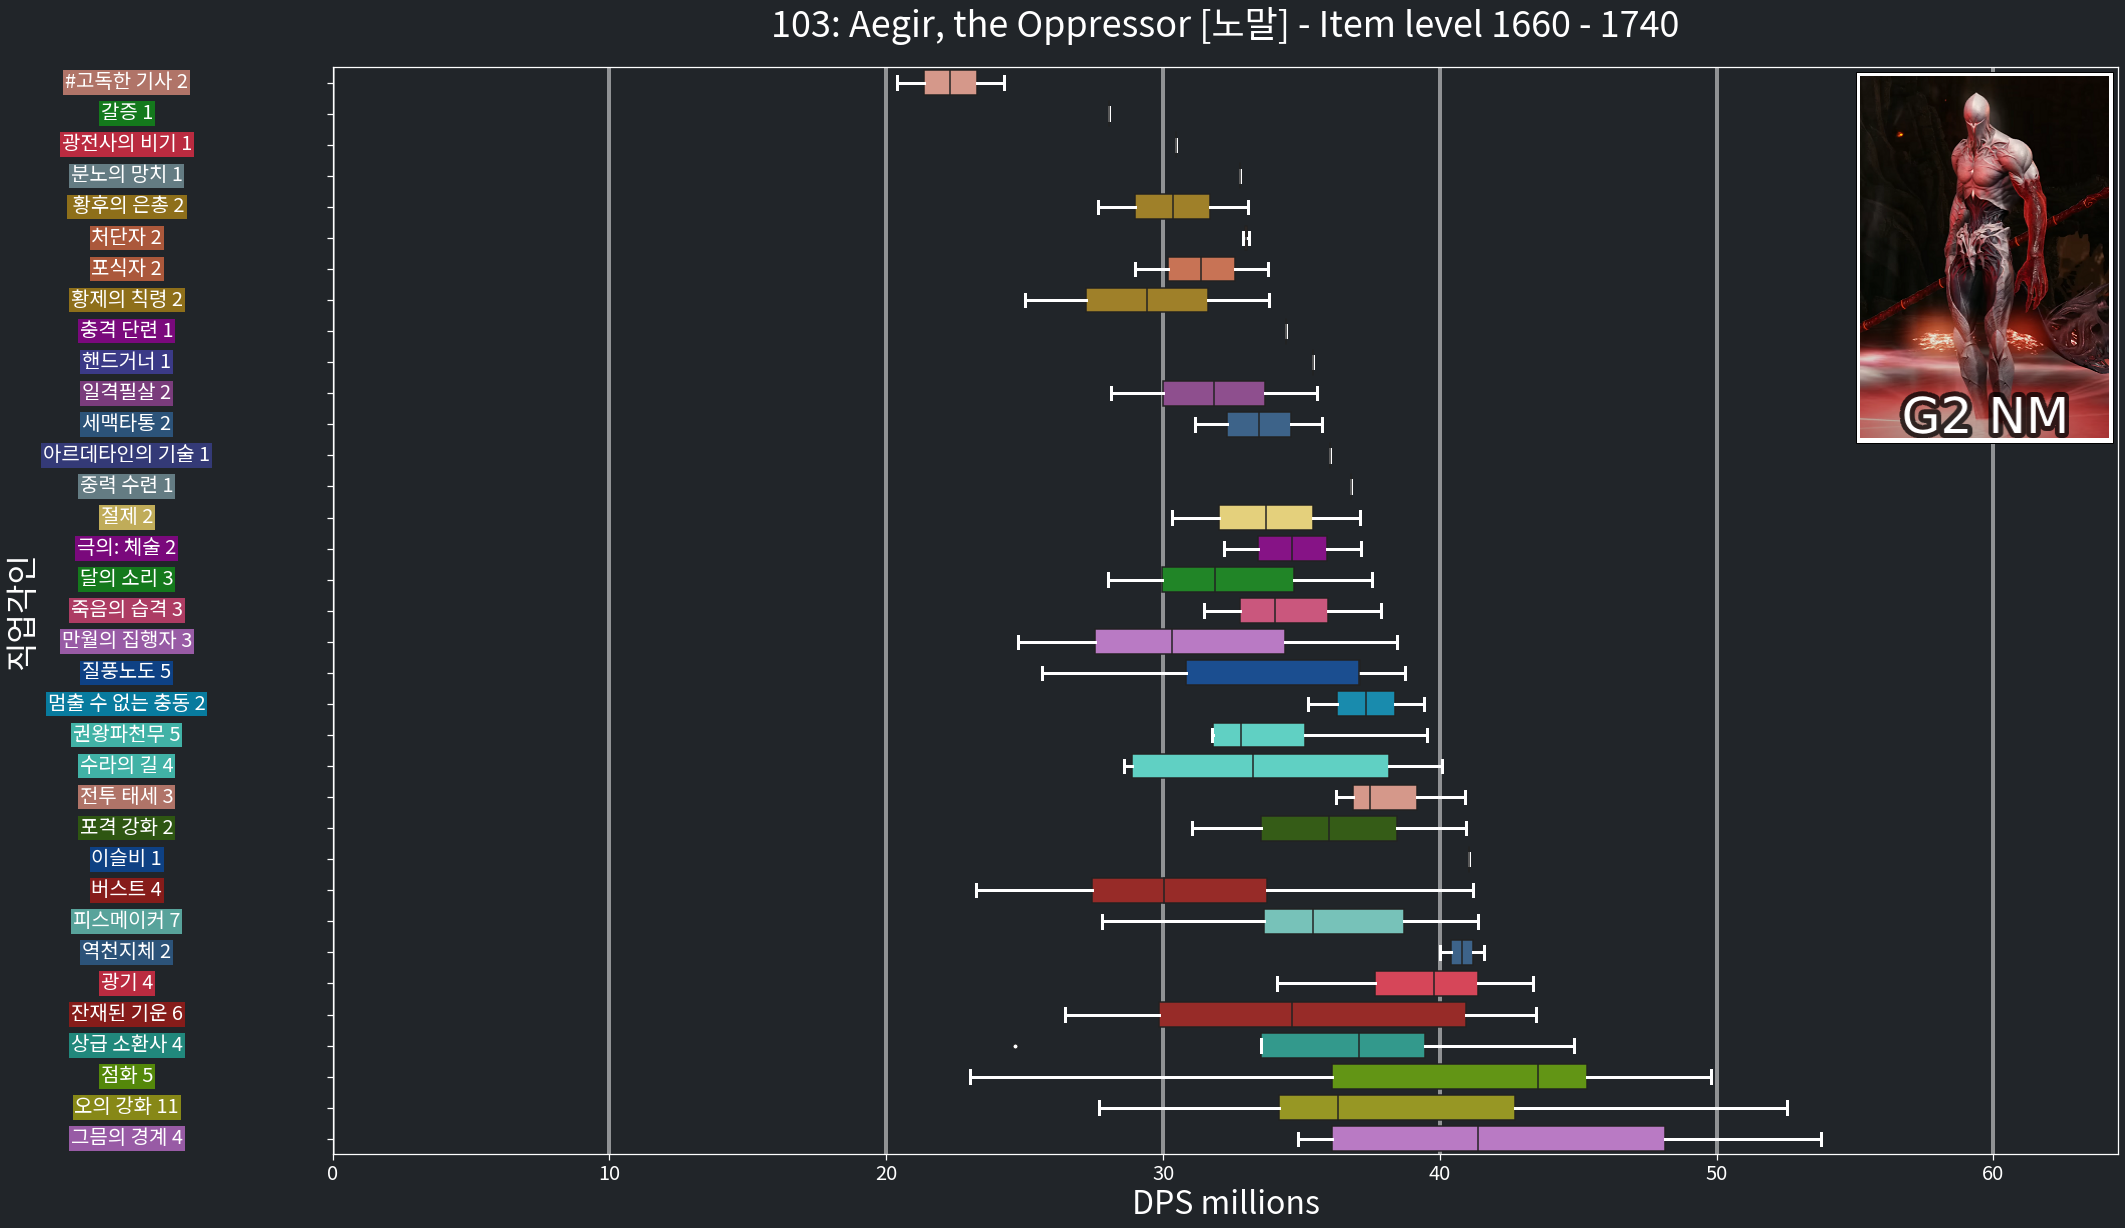 103: Aegir, the Oppressor [노말] - Item level 1660 - 1740
#고독한 기사 2
갈증 1
광전사의 비기 1
분노의 망치 1
황후의 은총 2
처단자 2
포식자 2
황제의 칙령 2
충격 단련 1
핸드거너 1
일격필살 2
세맥타통 2
아르데타인의 기술 1
중력 수련 1
절제 2
극의: 체술 2
달의 소리 3
죽음의 습격 3
만월의 집행자 3
질풍노도 5
멈출 수 없는 충동 2
권왕파천무 5
수라의 길 4
전투 태세 3
포격 강화 2
이슬비 1
버스트 4
피스메이커 7
역천지체 2
광기 4
잔재된 기운 6
상급 소환사 4
점화 5
오의 강화 11
그믐의 경계 4
직업각인
G2 NM
0 10 20 30 40 50 60
DPS millions